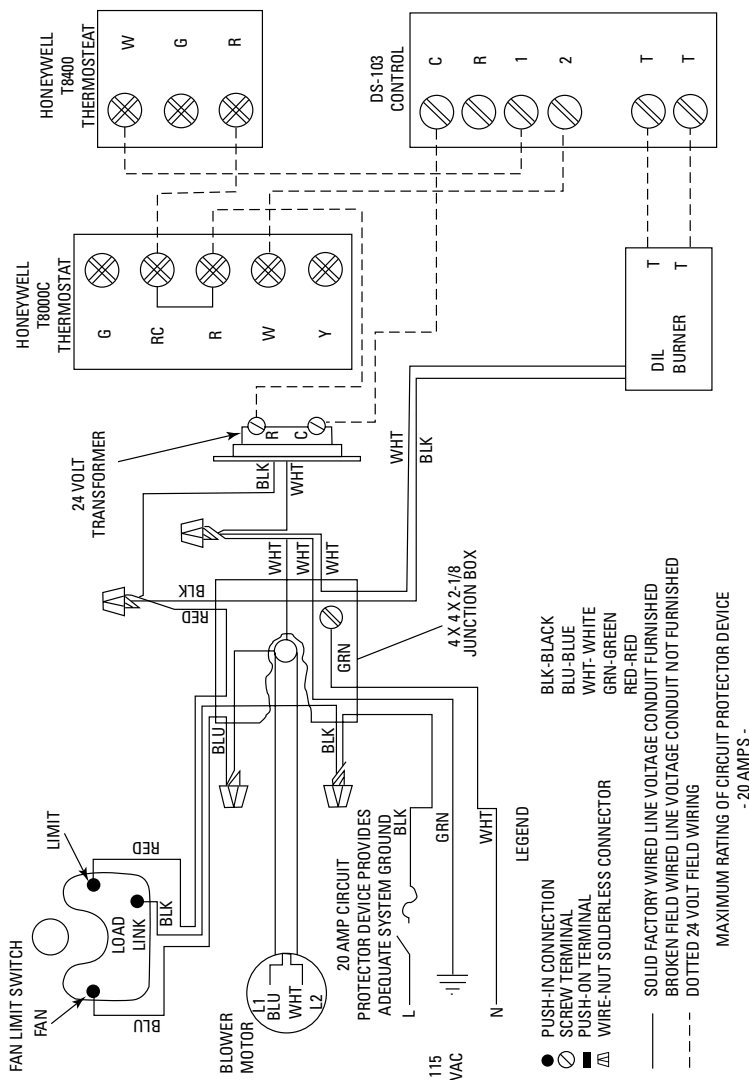 HONEYWELL
T8400
THERMOSTEAT
W
G
R
DS-103
CONTROL
C
R
1
2
T
T
HONEYWELL
T8000C
THERMOSTAT
G
RC
R
W
Y
DIL
BURNER
T
T
24 VOLT
TRANSFORMER
R
C
BLK
WHT
WHT
BLK
WHT
WHT
WHT
BLK
RED
4 X 4 X 2-1/8
JUNCTION BOX
GRN
BLU
BLK
FAN LIMIT SWITCH
FAN
LIMIT
LOAD
LINK
RED
BLK
BLU
BLOWER
MOTOR
L1
BLU
WHT
L2
20 AMP CIRCUIT
PROTECTOR DEVICE PROVIDES
ADEQUATE SYSTEM GROUND
BLK
GRN
WHT
L
N
115
VAC
LEGEND
PUSH-IN CONNECTION
SCREW TERMINAL
PUSH-ON TERMINAL
WIRE-NUT SOLDERLESS CONNECTOR
BLK-BLACK
BLU-BLUE
WHT- WHITE
GRN-GREEN
RED-RED
SOLID FACTORY WIRED LINE VOLTAGE CONDUIT FURNISHED
BROKEN FIELD WIRED LINE VOLTAGE CONDUIT NOT FURNISHED
DOTTED 24 VOLT FIELD WIRING
MAXIMUM RATING OF CIRCUIT PROTECTOR DEVICE
- 20 AMPS -